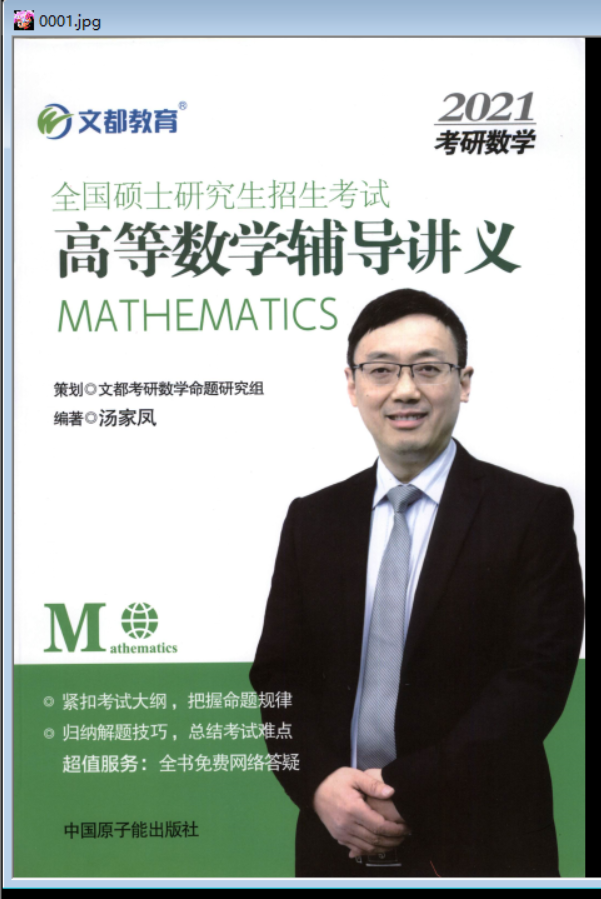 0001.jpg
文都教育®
2021
考研数学
全国硕士研究生招生考试
高等数学辅导讲义
MATHEMATICS
策划◎文都考研数学命题研究组
编著◎汤家凤
Mathematics
◎ 紧扣考试大纲，把握命题规律
◎ 归纳解题技巧，总结考试难点
超值服务：全书免费网络答疑
中国原子能出版社